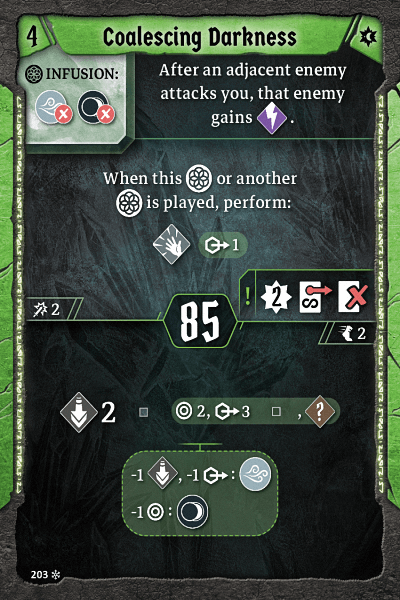 4 Coalescing Darkness
INFUSION:
After an adjacent enemy
attacks you, that enemy
gains .
When this or another
is played, perform:
1
! 2 S
2
85
2
2 2, 3 , ?
-1 , -1 :
-1 :
203